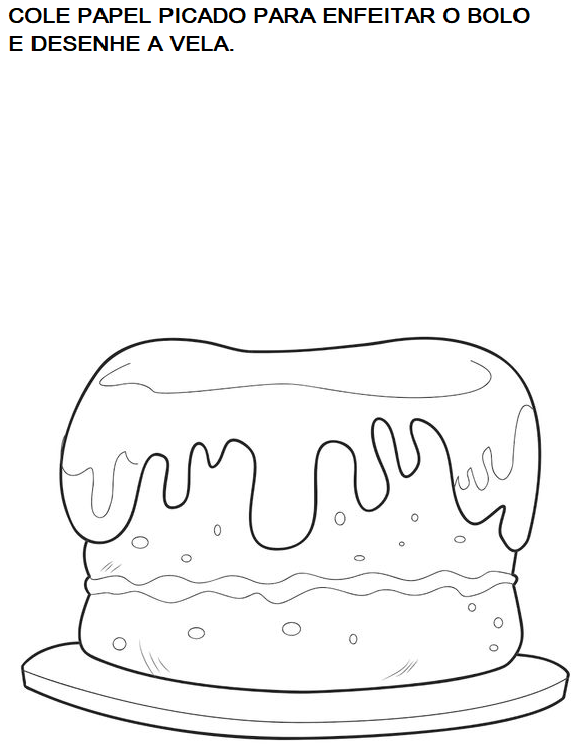 COLE PAPEL PICADO PARA ENFEITAR O BOLO
E DESENHE A VELA.